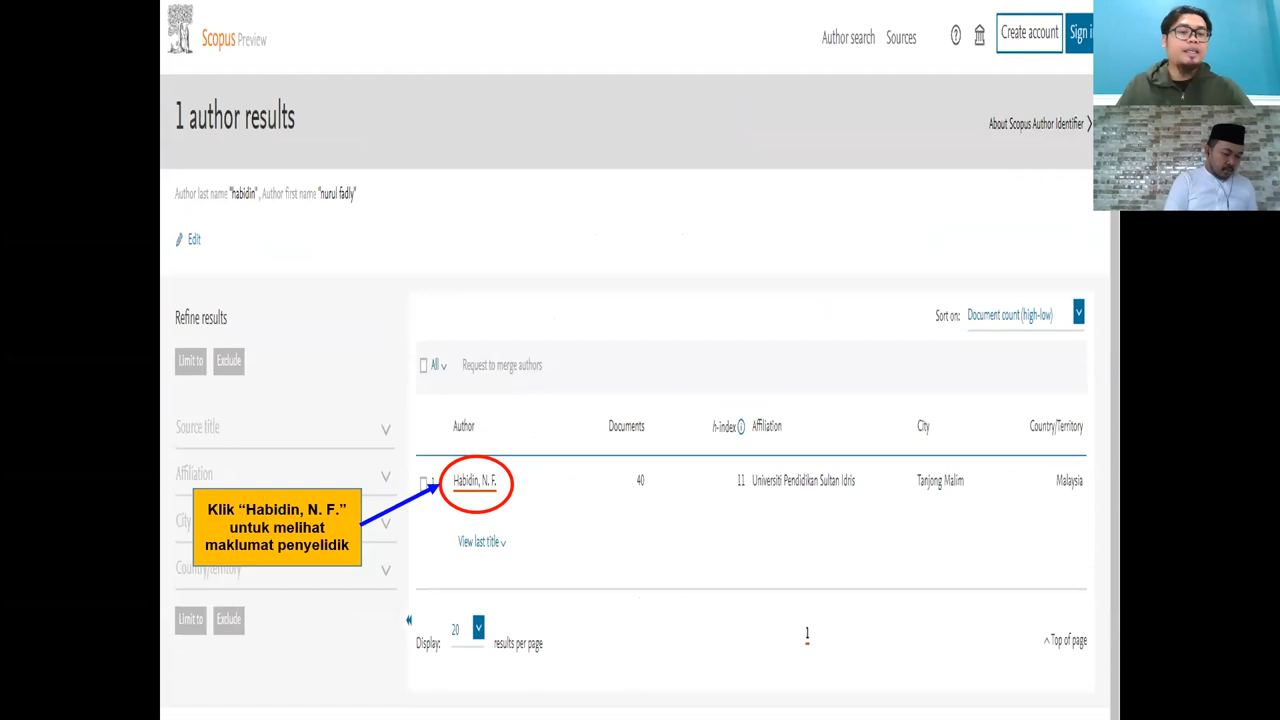 Scopus Preview
Author search Sources
Create account
Sign i
1 author results
About Scopus Author Identifier
Author last name "habidin" , Author first name "nurul fadly"
Edit
Refine results
Limit to Exclude
Source title
Affiliation
City
Country/territory
Limit to Exclude
Klik “Habidin, N. F.”
untuk melihat
maklumat penyelidik
Sort on: Document count (high-low)
All Request to merge authors
Author Documents h-index Affiliation City Country/Territory
1 Habidin, N. F. 40 11 Universiti Pendidikan Sultan Idris Tanjong Malim Malaysia
View last title
Display: 20 results per page
1
Top of page